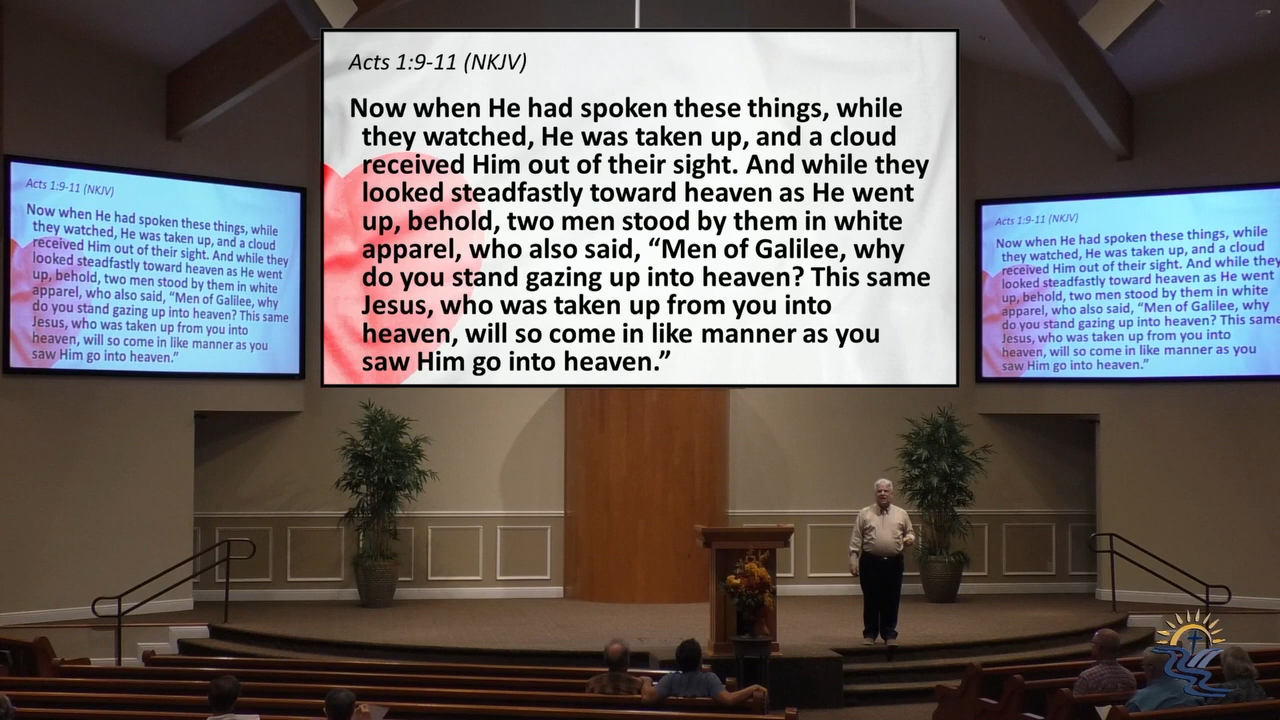 Acts 1:9-11 (NKJV)
Now when He had spoken these things, while
they watched, He was taken up, and a cloud
received Him out of their sight. And while they
looked steadfastly toward heaven as He went
up, behold, two men stood by them in white
apparel, who also said, “Men of Galilee, why
do you stand gazing up into heaven? This same
Jesus, who was taken up from you into
heaven, will so come in like manner as you
saw Him go into heaven.”
Acts 1:9-11 (NKJV)
Now when He had spoken these things, while
they watched, He was taken up, and a cloud
received Him out of their sight. And while they
looked steadfastly toward heaven as He went
up, behold, two men stood by them in white
apparel, who also said, “Men of Galilee, why
do you stand gazing up into heaven? This same
Jesus, who was taken up from you into
heaven, will so come in like manner as you
saw Him go into heaven.”
Acts 1:9-11 (NKJV)
Now when He had spoken these things, while
they watched, He was taken up, and a cloud
received Him out of their sight. And while they
looked steadfastly toward heaven as He went
up, behold, two men stood by them in white
apparel, who also said, “Men of Galilee, why
do you stand gazing up into heaven? This same
Jesus, who was taken up from you into
heaven, will so come in like manner as you
saw Him go into heaven.”